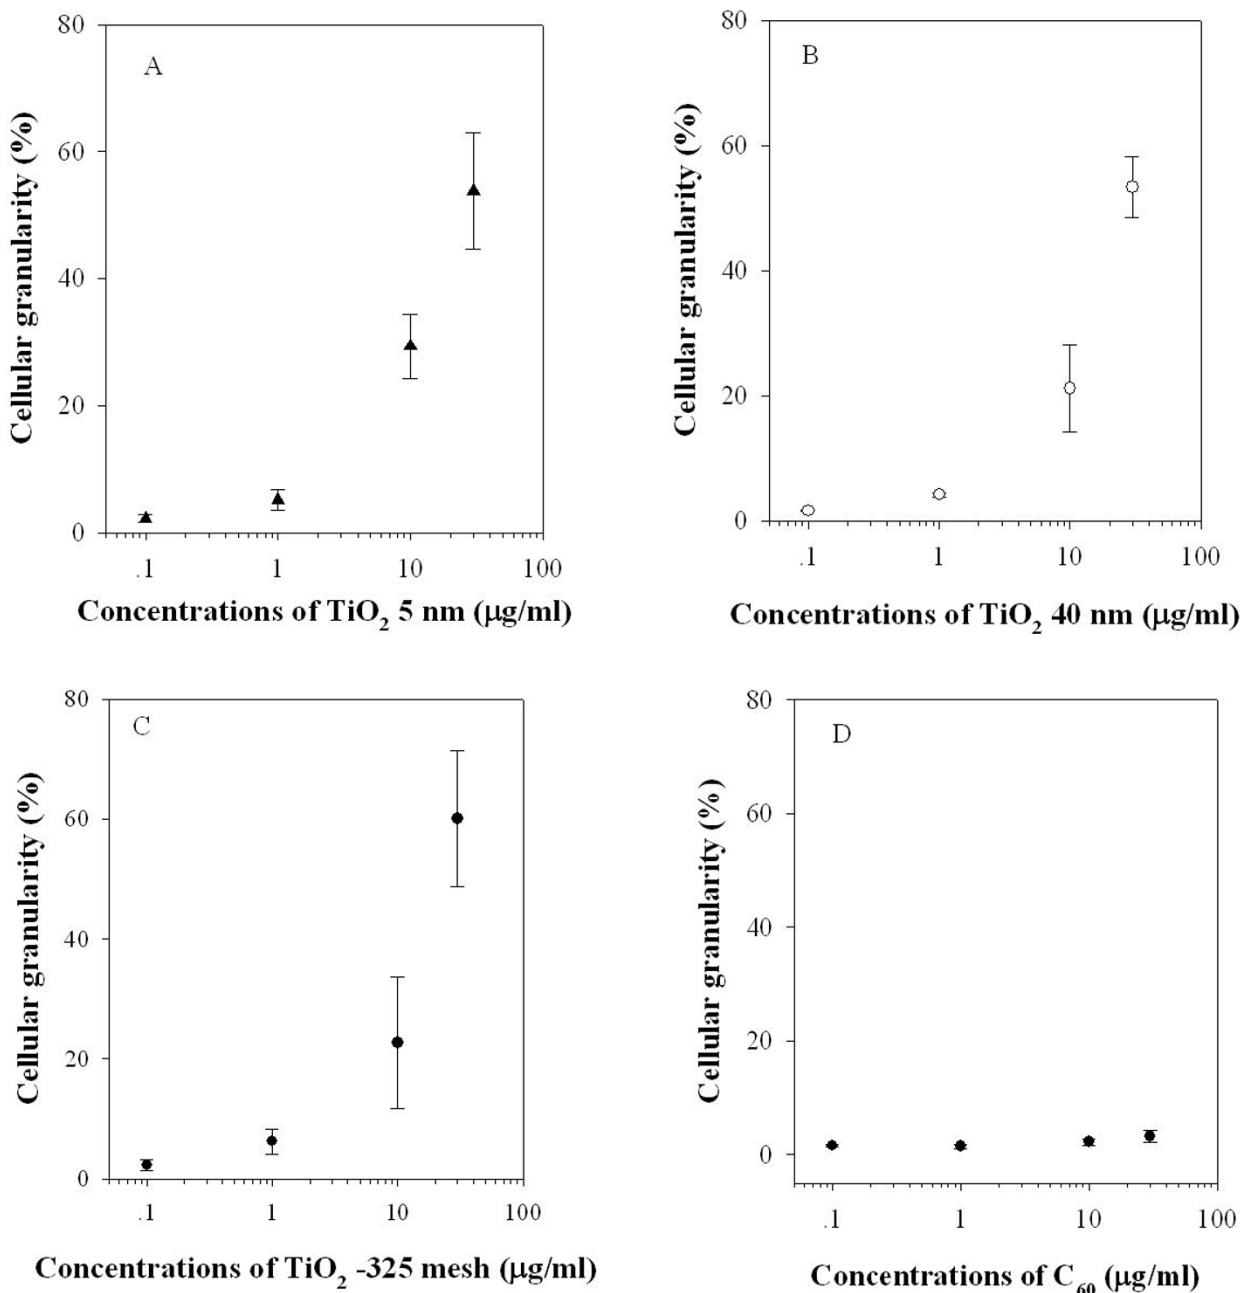 80
A
60
40
20
0
Cellular granularity (%)
.1 1 10 100
Concentrations of TiO₂ 5 nm (μg/ml)
80
B
60
40
20
0
Cellular granularity (%)
.1 1 10 100
Concentrations of TiO₂ 40 nm (μg/ml)
80
C
60
40
20
0
Cellular granularity (%)
.1 1 10 100
Concentrations of TiO₂ -325 mesh (μg/ml)
80
D
60
40
20
0
Cellular granularity (%)
.1 1 10 100
Concentrations of C₆₀ (μg/ml)